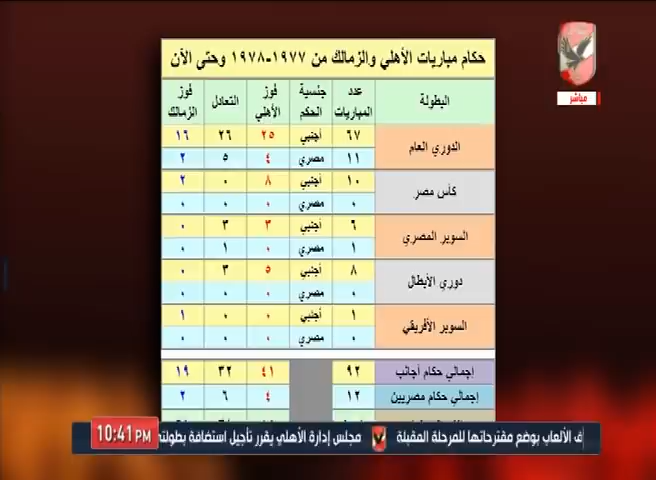 حكام مباريات الأهلي والزمالك من ١٩٧٧-١٩٧٨ وحتى الآن
مباشر
البطولة عدد المباريات جنسية الحكم فوز الأهلي التعادل فوز الزمالك
الدوري العام ٦٧ أجنبي ٢٥ ٢٦ ١٦
١١ مصري ٤ ٥ ٢
كأس مصر ١٠ أجنبي ٨ ٠ ٢
٠ مصري ٠ ٠ ٠
السوبر المصري ٦ أجنبي ٣ ٣ ٠
١ مصري ٠ ١ ٠
دوري الأبطال ٨ أجنبي ٥ ٣ ٠
٠ مصري ٠ ٠ ٠
السوبر الأفريقي ١ أجنبي ٠ ٠ ١
٠ مصري ٠ ٠ ٠
إجمالي حكام أجانب ٩٢ ٤١ ٣٢ ١٩
إجمالي حكام مصريين ١٢ ٤ ٦ ٢
ف الألعاب بوضع مقترحاتها للمرحلة المقبلة مجلس إدارة الأهلي يقرر تأجيل استضافة بطولتي
10:41 PM